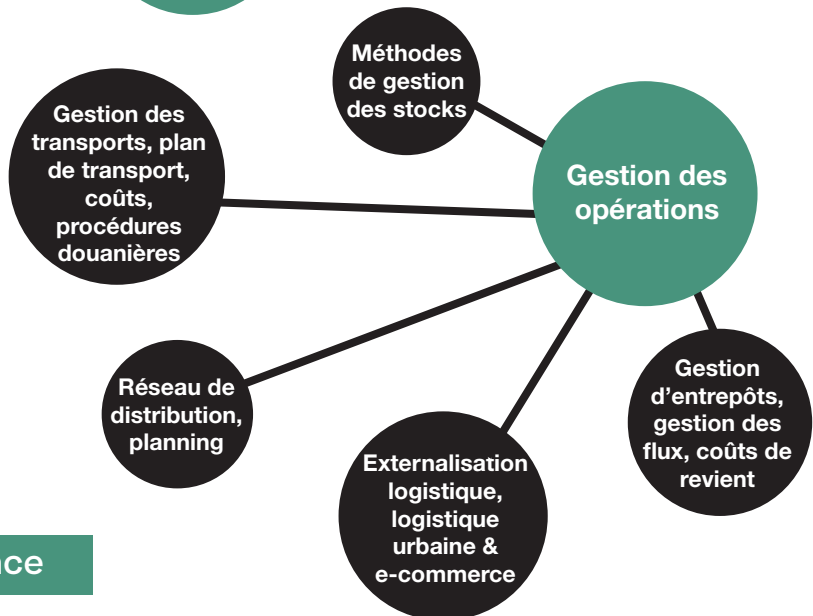 Méthodes
de gestion
des stocks
Gestion des
transports, plan
de transport,
coûts,
procédures
douanières
Gestion des
opérations
Réseau de
distribution,
planning
Externalisation
logistique,
logistique
urbaine &
e-commerce
Gestion
d’entrepôts,
gestion des
flux, coûts de
revient